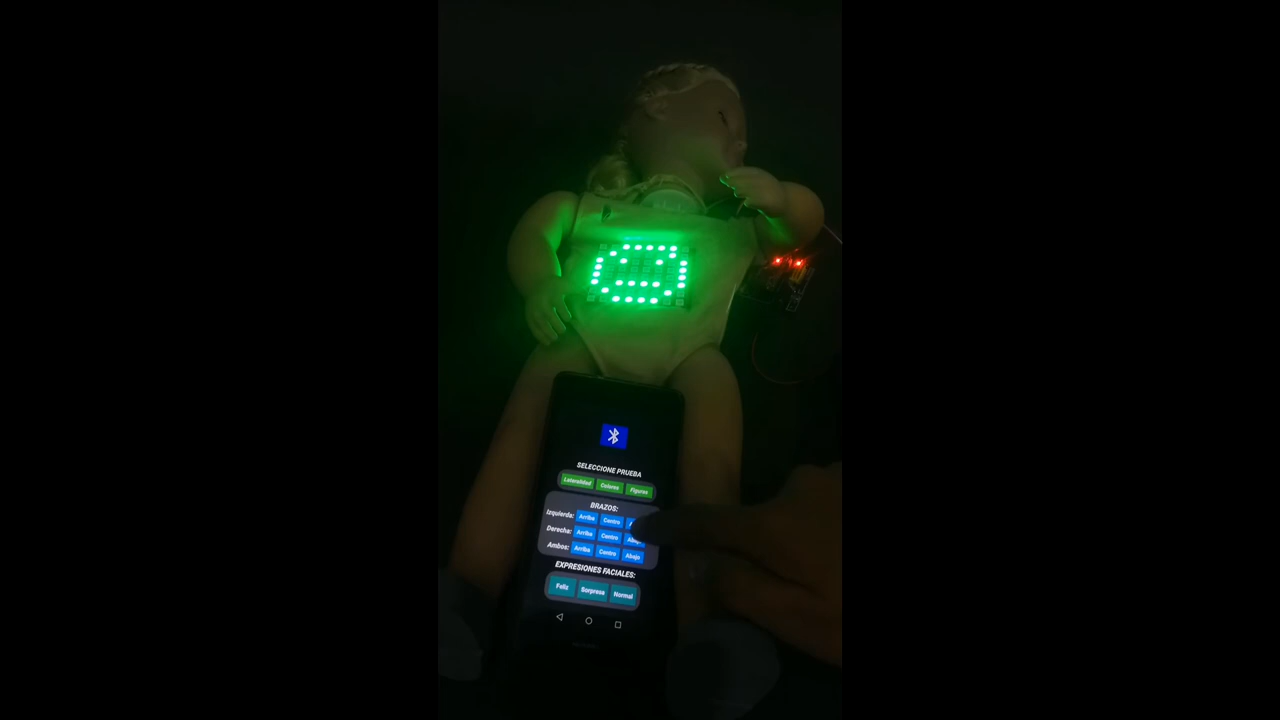 SELECCIONE PRUEBA
Lateralidad Colores Figuras
BRAZOS:
Izquierda: Arriba Centro
Derecha: Arriba Centro Abajo
Ambos: Arriba Centro Abajo
EXPRESIONES FACIALES:
Feliz Sorpresa Normal